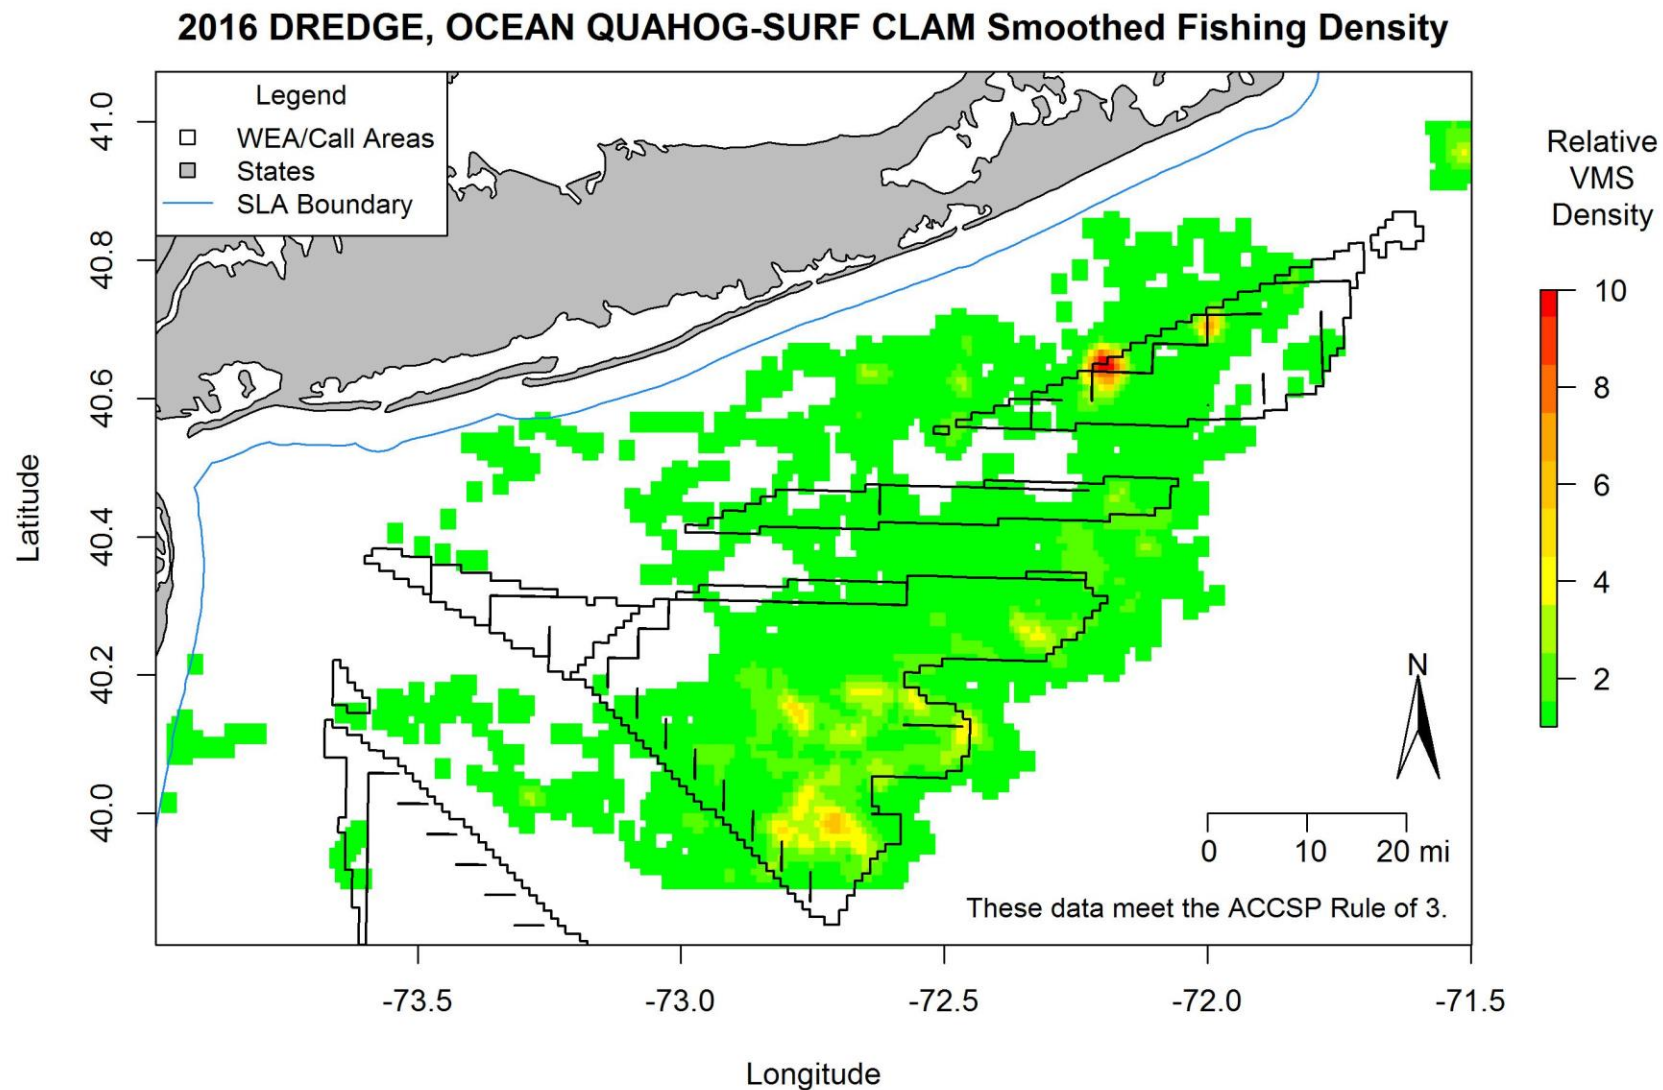 2016 DREDGE, OCEAN QUAHOG-SURF CLAM Smoothed Fishing Density
Legend
WEA/Call Areas
States
SLA Boundary
Relative
VMS
Density
10
8
6
4
2
Latitude
41.0
40.8
40.6
40.4
40.2
40.0
N
0 10 20 mi
These data meet the ACCSP Rule of 3.
-73.5 -73.0 -72.5 -72.0 -71.5
Longitude